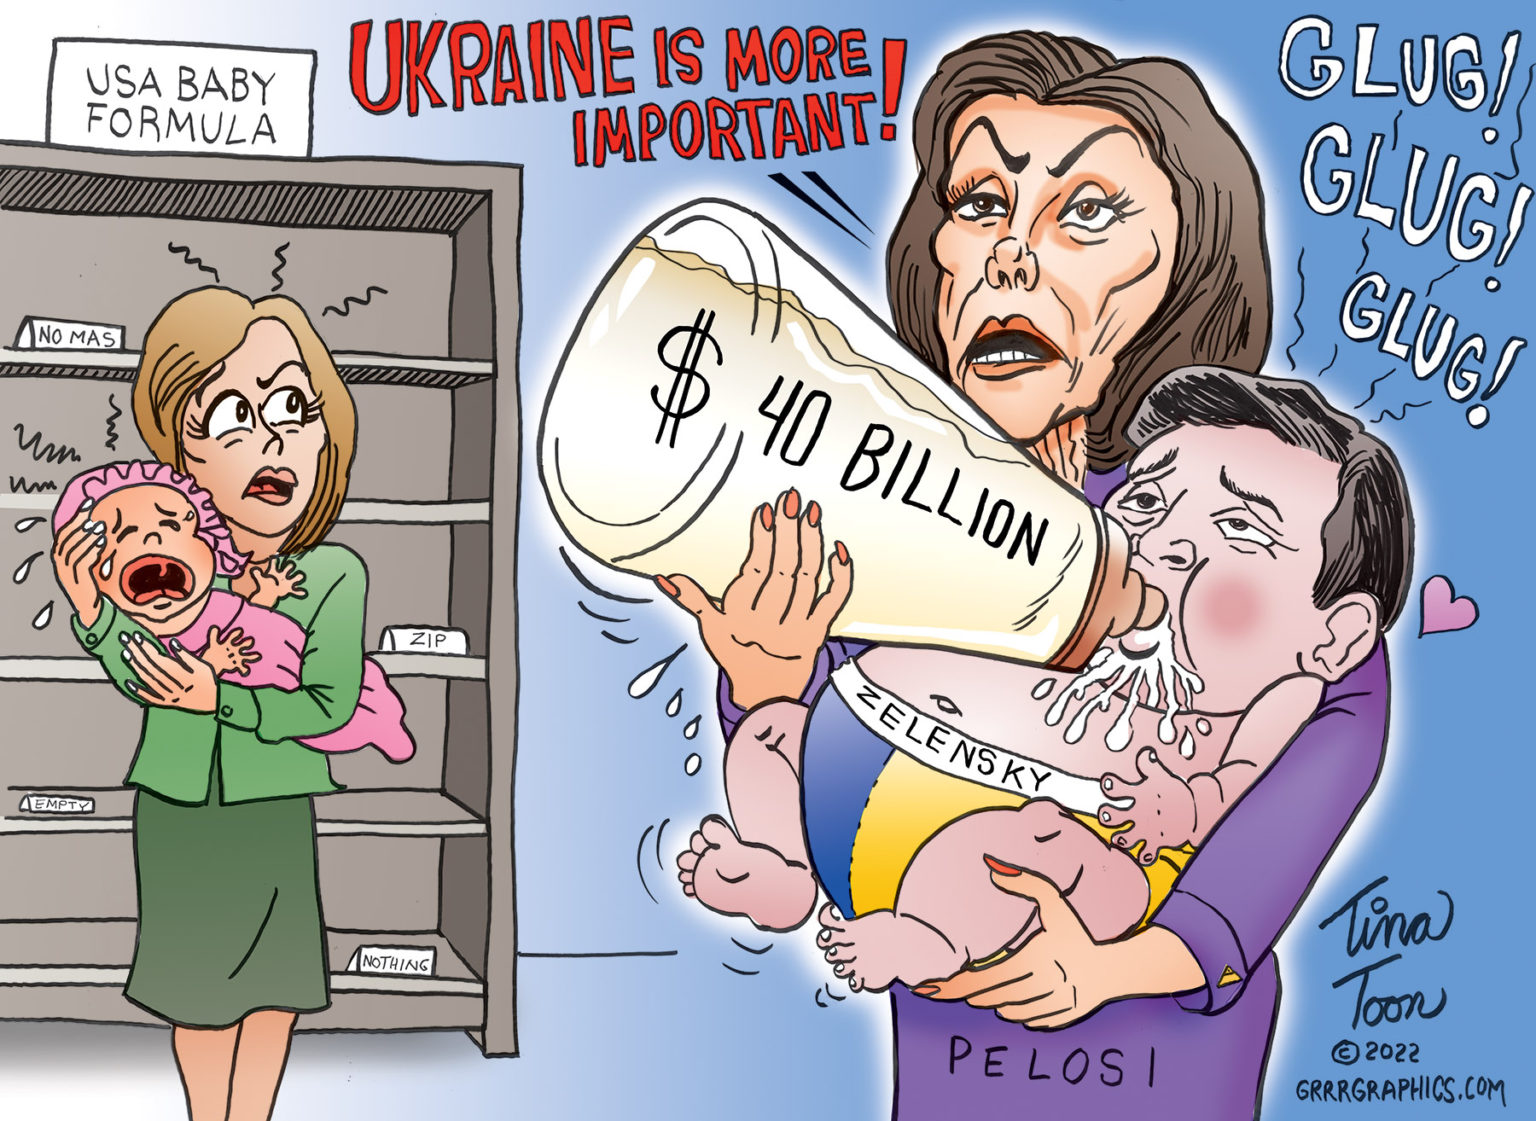 USA BABY
FORMULA
UKRAINE IS MORE
IMPORTANT!
GLUG!
GLUG!
GLUG!
NO MAS
$40 BILLION
ZIP
ZELENSKY
EMPTY
NOTHING
PELOSI
Tina
Toon
© 2022
GRRRGRAPHICS.COM